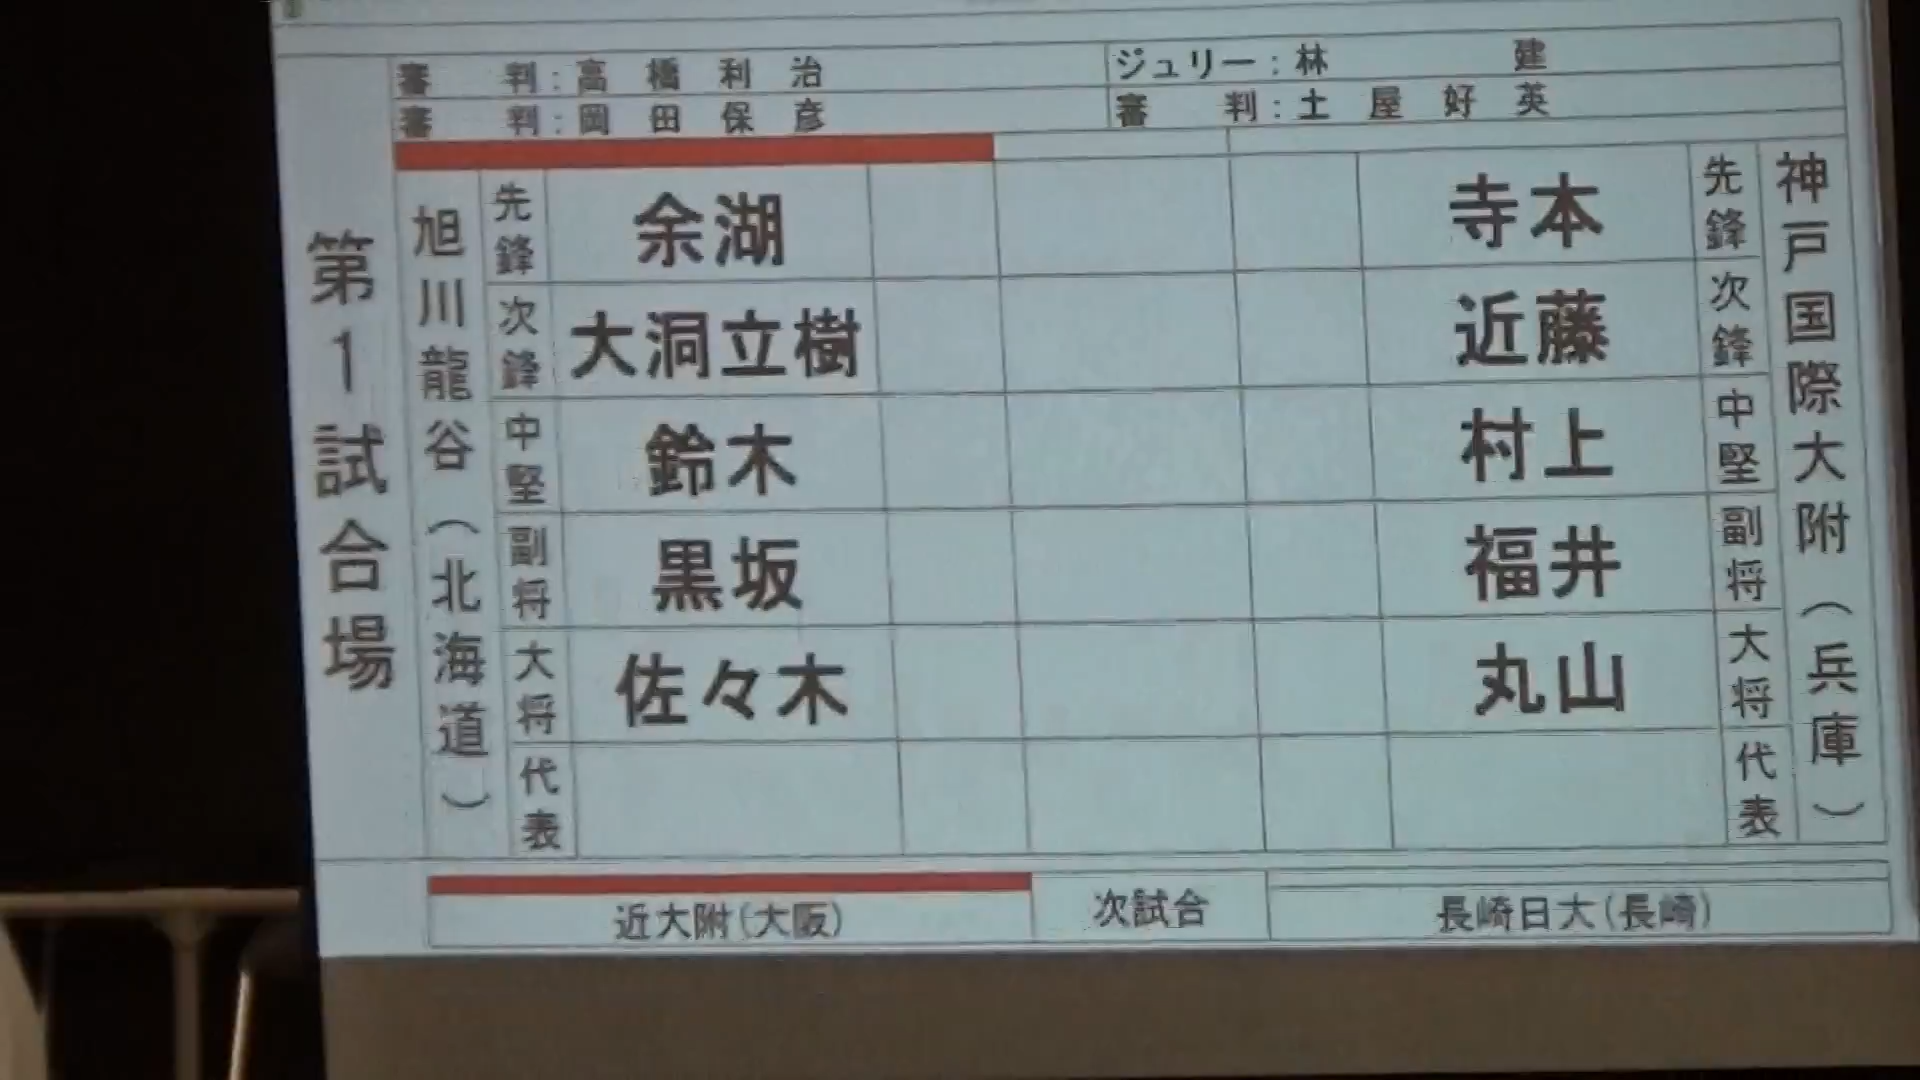 審 判：高 橋 利 治
ジュリー：林 建
審 判：岡 田 保 彦
審 判：土 屋 好 英
第1試合場
旭川龍谷（北海道）
神戸国際大附（兵庫）
先鋒 余湖 寺本 先鋒
次鋒 大洞立樹 近藤 次鋒
中堅 鈴木 村上 中堅
副将 黒坂 福井 副将
大将 佐々木 丸山 大将
代表 代表
近大附(大阪) 次試合 長崎日大(長崎)